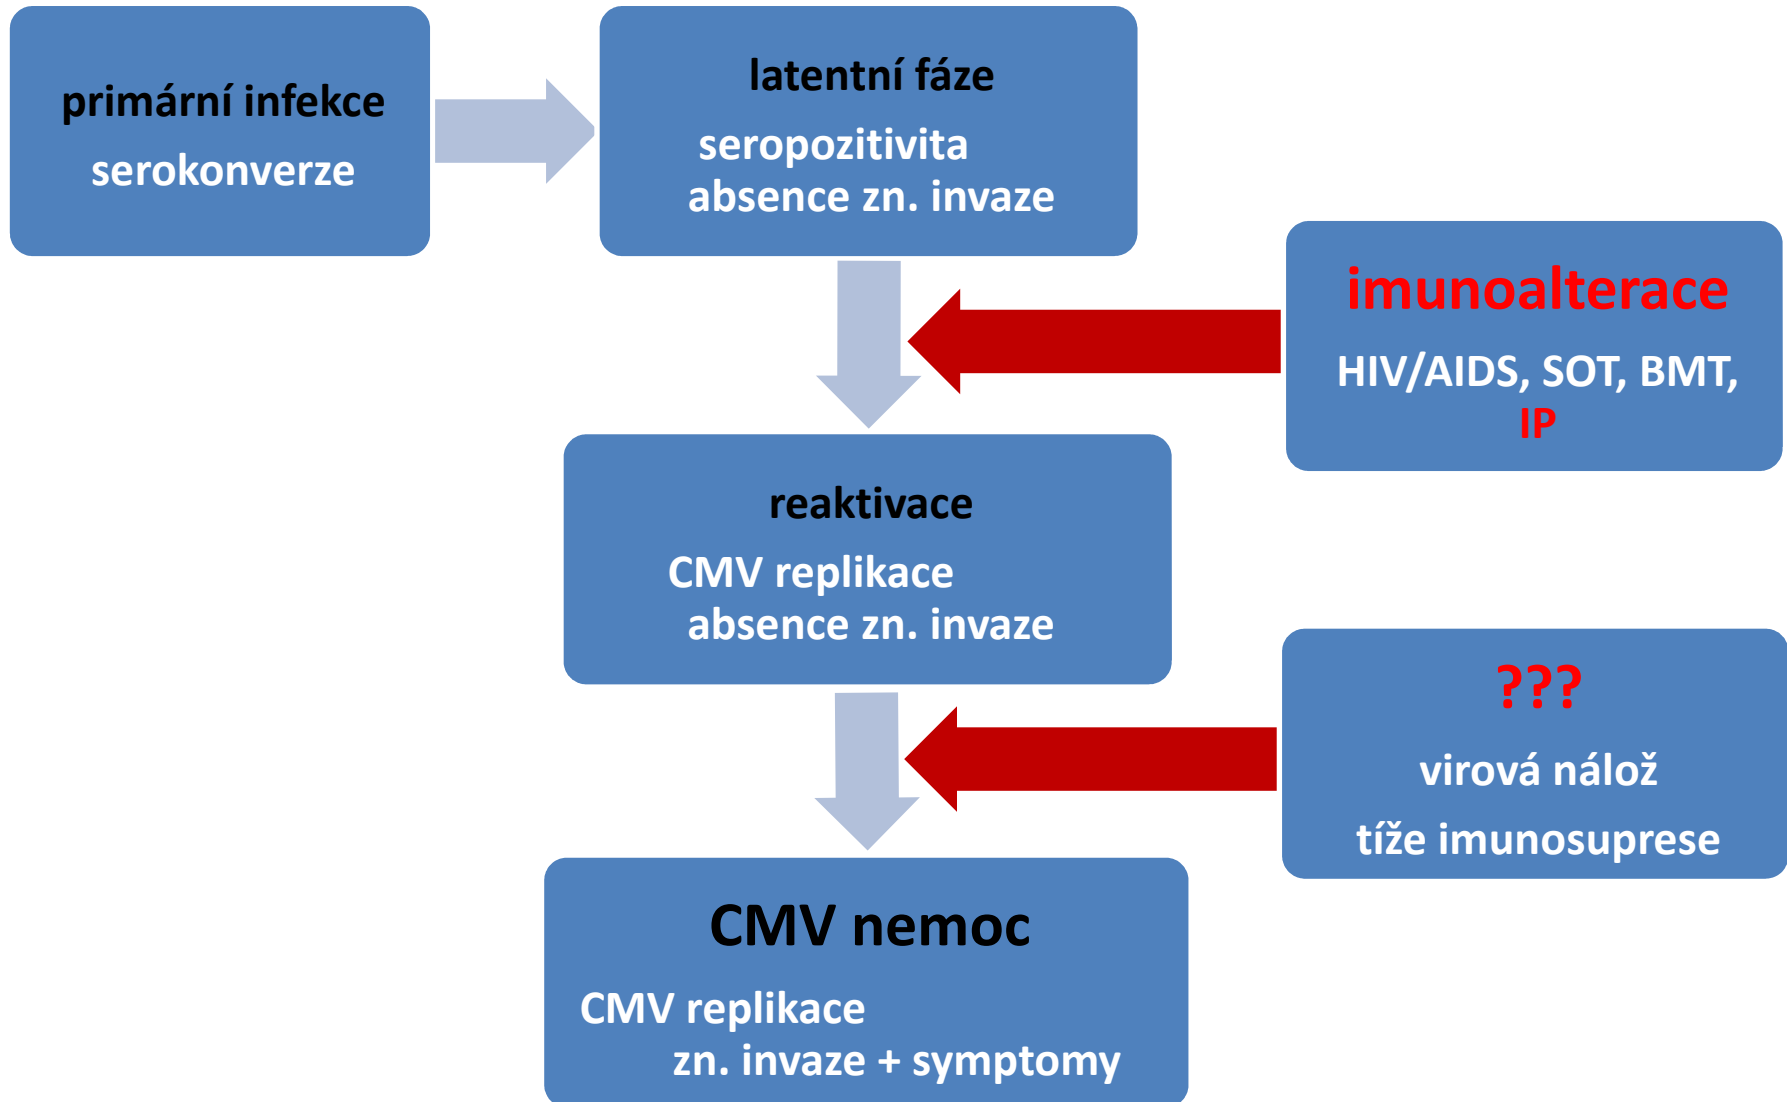 primární infekce
serokonverze
latentní fáze
seropozitivita
absence zn. invaze
imunoalterace
HIV/AIDS, SOT, BMT,
IP
reaktivace
CMV replikace
absence zn. invaze
???
virová nálož
tíže imunosuprese
CMV nemoc
CMV replikace
zn. invaze + symptomy